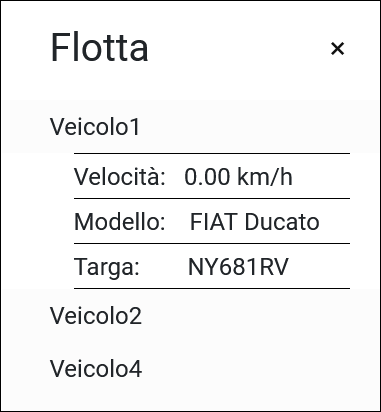 Flotta ×
Veicolo1
Velocità: 0.00 km/h
Modello: FIAT Ducato
Targa: NY681RV
Veicolo2
Veicolo4